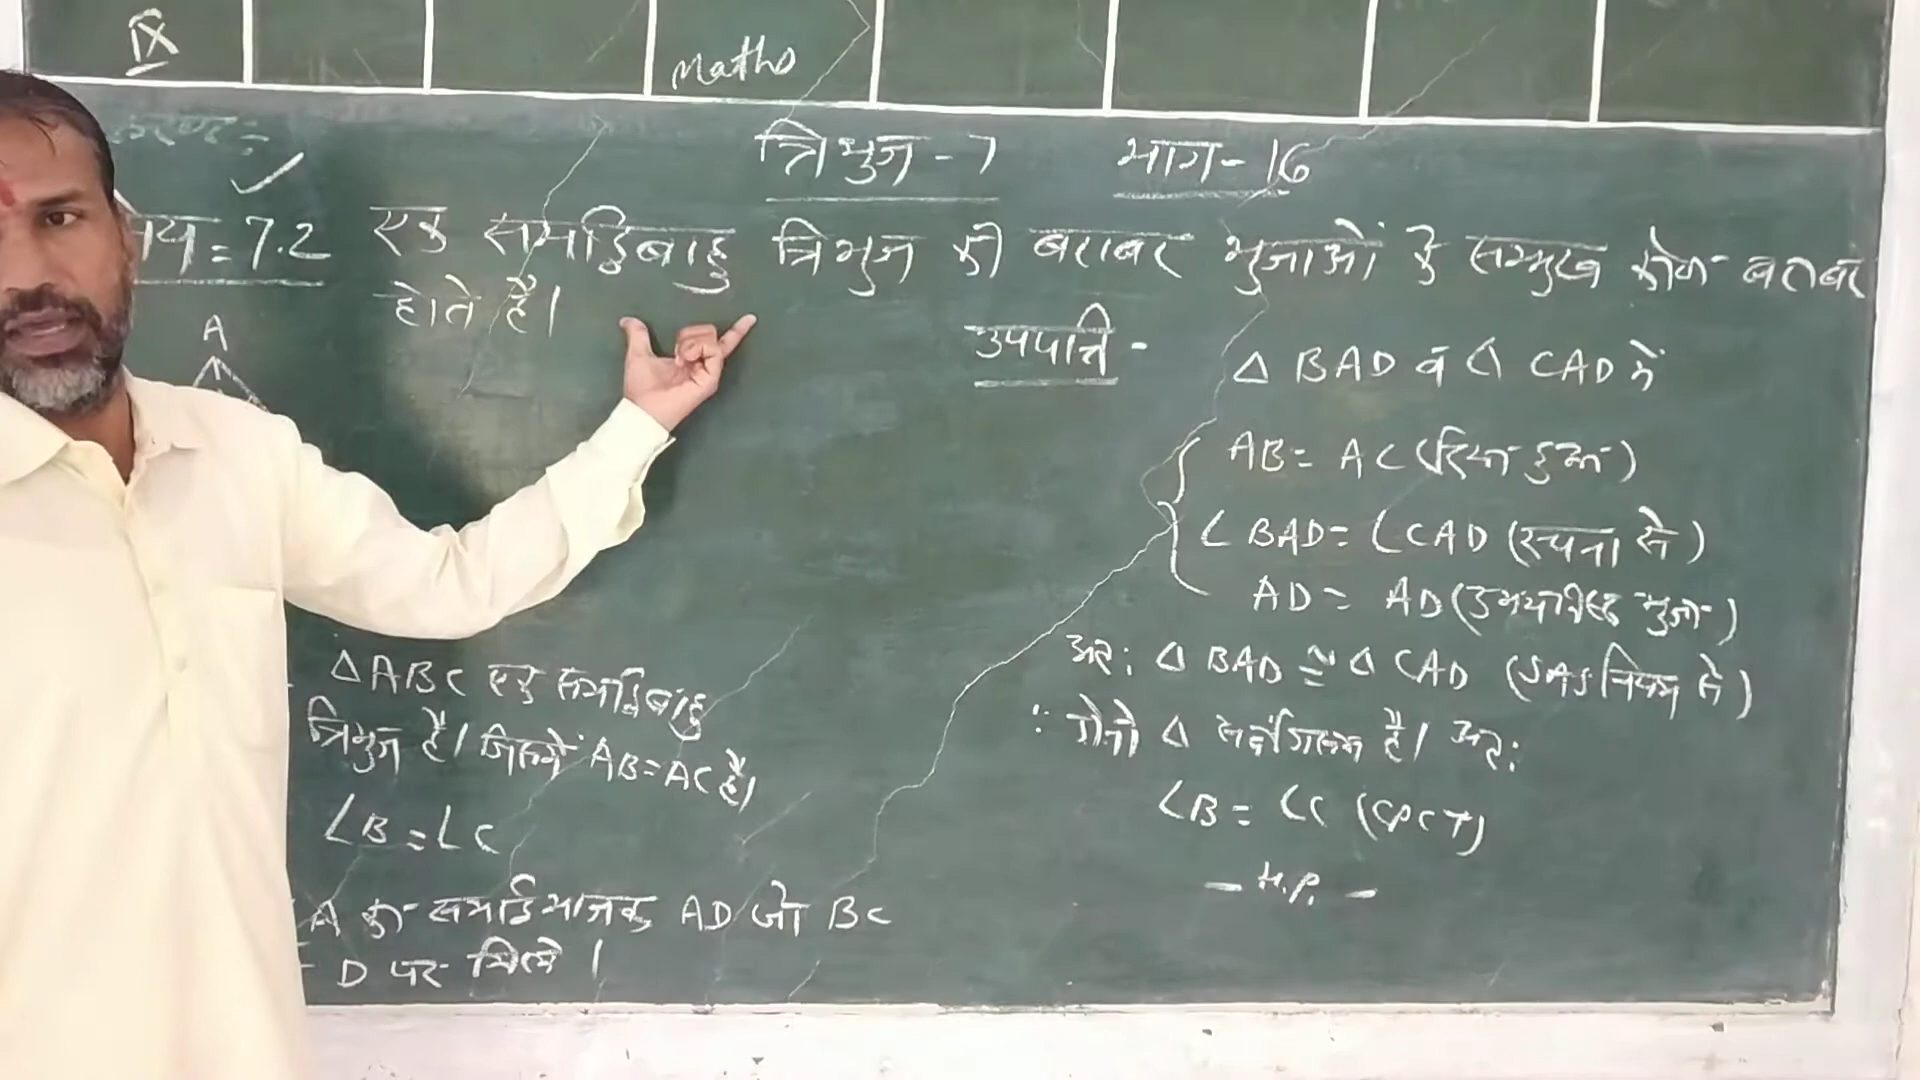 IX
Maths
त्रिभुज-7 भाग-16
7.2 एक समद्विबाहु त्रिभुज की बराबर भुजाओं के सम्मुख कोण बराबर
होते हैं।
A
उपपत्ति-
Δ BAD व Δ CAD में
AB = AC (दिया हुआ)
∠BAD = ∠CAD (रचना से)
AD = AD (उभयनिष्ठ भुजा)
अत: Δ BAD ≅ Δ CAD (SAS नियम से)
∵ दोनों Δ सर्वांगसम है। अत:
∠B = ∠C (CPCT)
- H.P. -
ΔABC एक समद्विबाहु
त्रिभुज है। जिसमें AB=AC है।
∠B = ∠C
∠A का समद्विभाजक AD जो BC
D पर मिले।